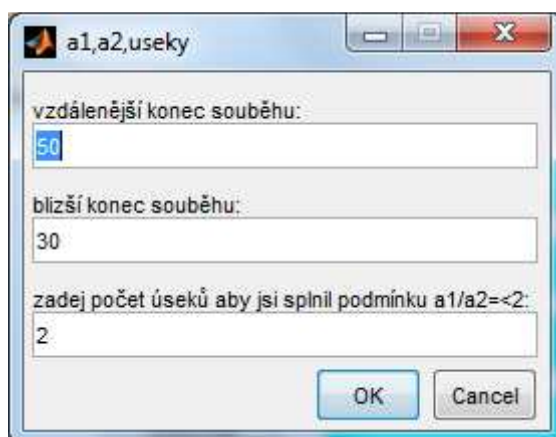 a1,a2,useky
vzdálenější konec souběhu:
50
blizší konec souběhu:
30
zadej počet úseků aby jsi splnil podmínku a1/a2=<2:
2
OK Cancel